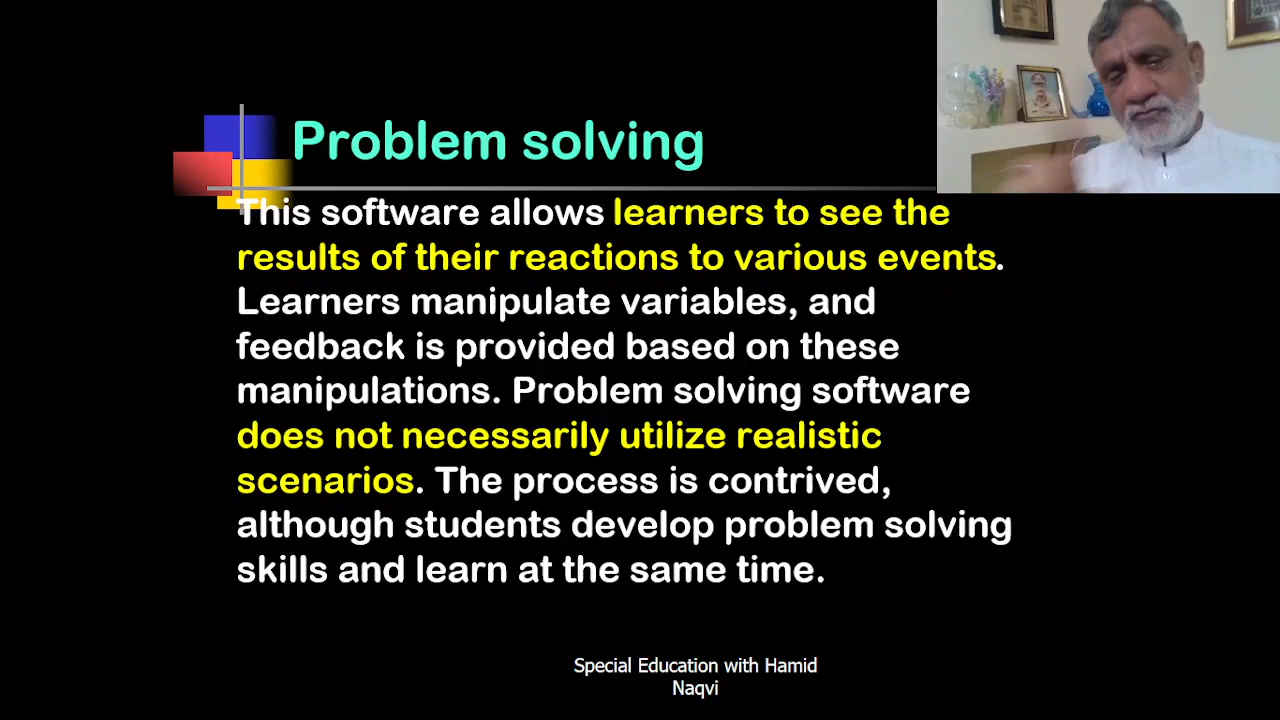 Problem solving
This software allows learners to see the
results of their reactions to various events.
Learners manipulate variables, and
feedback is provided based on these
manipulations. Problem solving software
does not necessarily utilize realistic
scenarios. The process is contrived,
although students develop problem solving
skills and learn at the same time.
Special Education with Hamid
Naqvi